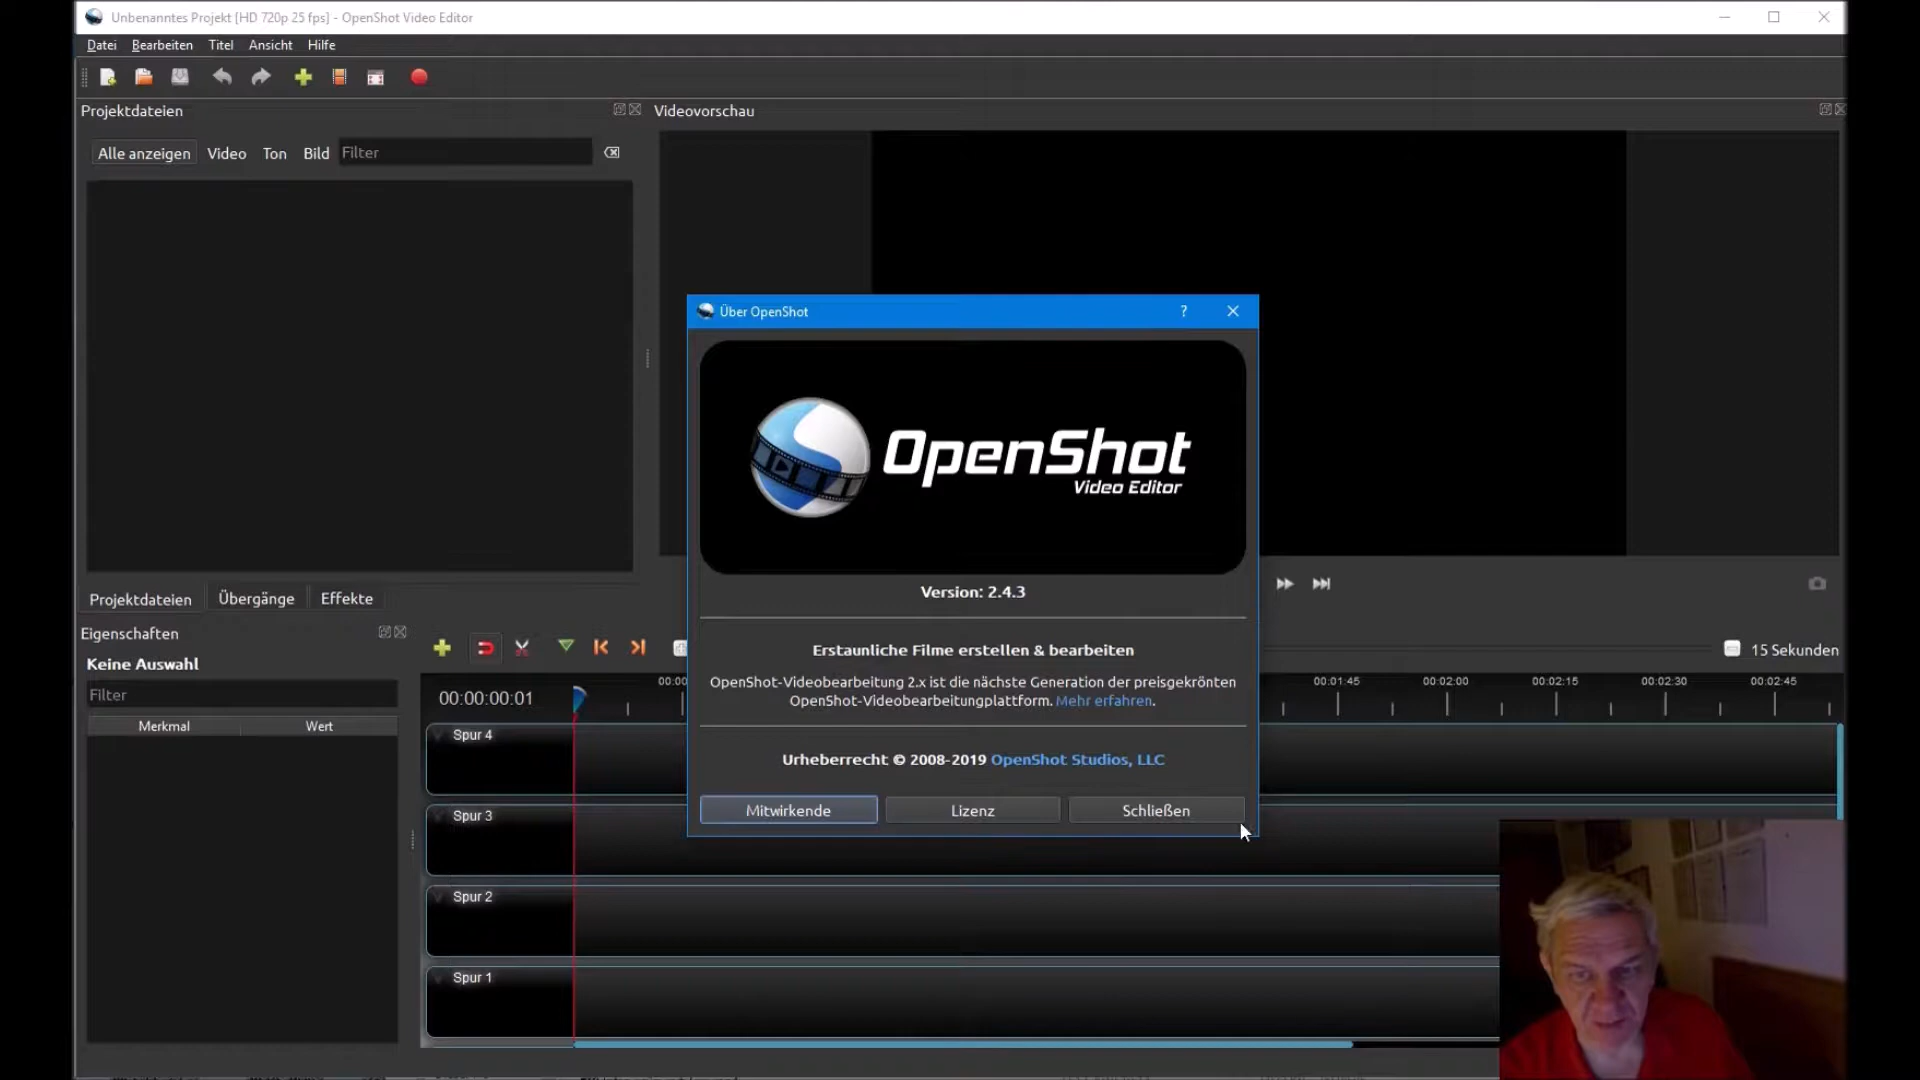 Unbenanntes Projekt [HD 720p 25 fps] - OpenShot Video Editor
Datei Bearbeiten Titel Ansicht Hilfe
Projektdateien
Videovorschau
Alle anzeigen Video Ton Bild Filter
Über OpenShot
?
OpenShot
Video Editor
Version: 2.4.3
Erstaunliche Filme erstellen & bearbeiten
OpenShot-Videobearbeitung 2.x ist die nächste Generation der preisgekrönten
OpenShot-Videobearbeitungplattform. Mehr erfahren.
Urheberrecht © 2008-2019 OpenShot Studios, LLC
Mitwirkende Lizenz Schließen
Projektdateien Übergänge Effekte
Eigenschaften
Keine Auswahl
Filter
Merkmal Wert
15 Sekunden
00:00:00:01
00:01:45 00:02:00 00:02:15 00:02:30 00:02:45
Spur 4
Spur 3
Spur 2
Spur 1